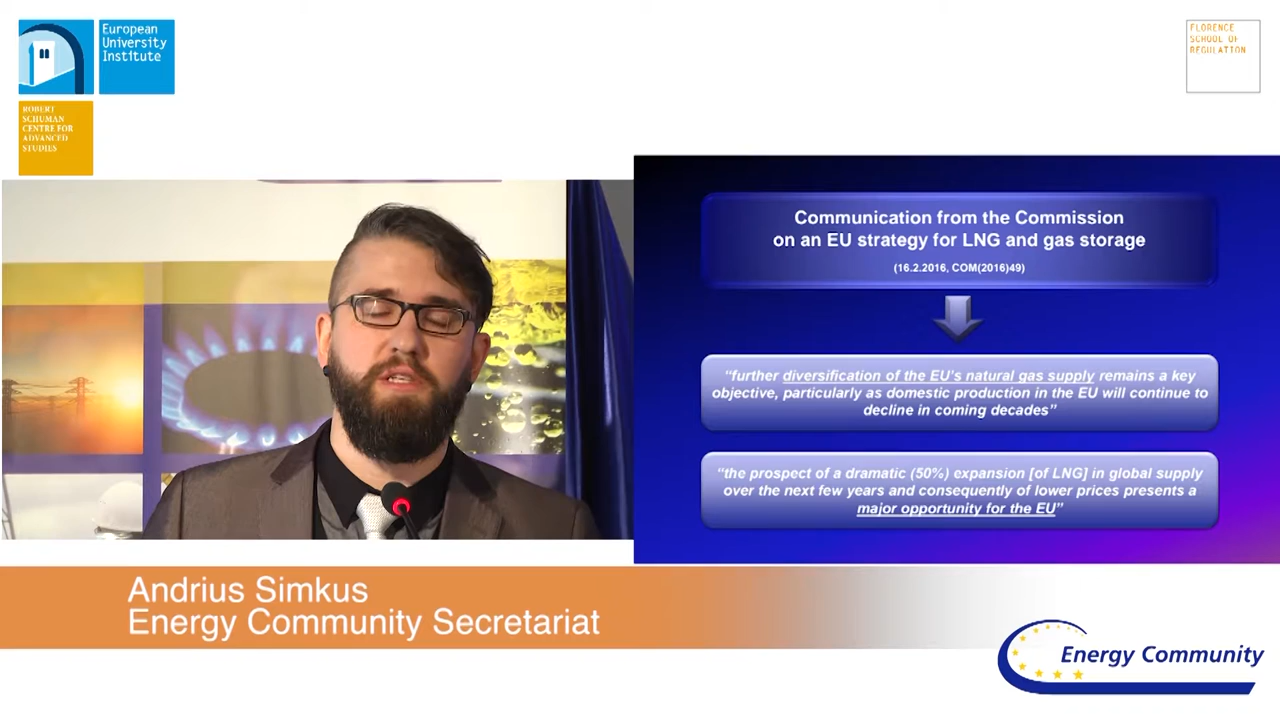 European
University
Institute
FLORENCE
SCHOOL OF
REGULATION
ROBERT
SCHUMAN
CENTRE FOR
ADVANCED
STUDIES
Communication from the Commission
on an EU strategy for LNG and gas storage
(16.2.2016, COM(2016)49)
“further diversification of the EU’s natural gas supply remains a key
objective, particularly as domestic production in the EU will continue to
decline in coming decades”
“the prospect of a dramatic (50%) expansion [of LNG] in global supply
over the next few years and consequently of lower prices presents a
major opportunity for the EU”
Andrius Simkus
Energy Community Secretariat
Energy Community